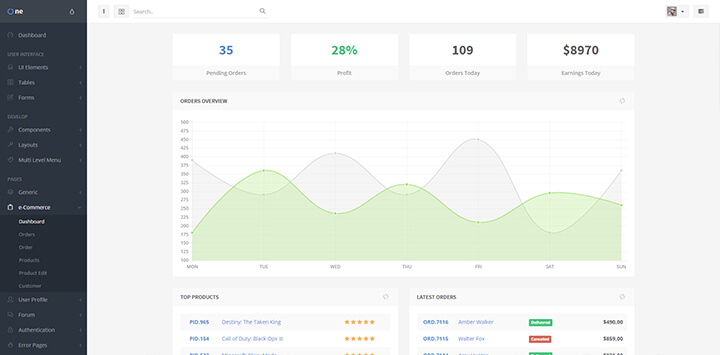 One
Search..
Dashboard
USER INTERFACE
UI Elements
Tables
Forms
DEVELOP
Components
Layouts
Multi Level Menu
PAGES
Generic
e-Commerce
Dashboard
Orders
Order
Products
Product Edit
Customer
User Profile
Forum
Authentication
Error Pages
35
Pending Orders
28%
Profit
109
Orders Today
$8970
Earnings Today
ORDERS OVERVIEW
500
475
450
425
400
375
350
325
300
275
250
225
200
175
150
125
100
MON TUE WED THU FRI SAT SUN
TOP PRODUCTS
PID.965 Destiny: The Taken King
PID.154 Call of Duty: Black Ops III
LATEST ORDERS
ORD.7116 Amber Walker Delivered $490,00
ORD.7115 Walter Fox Canceled $859,00